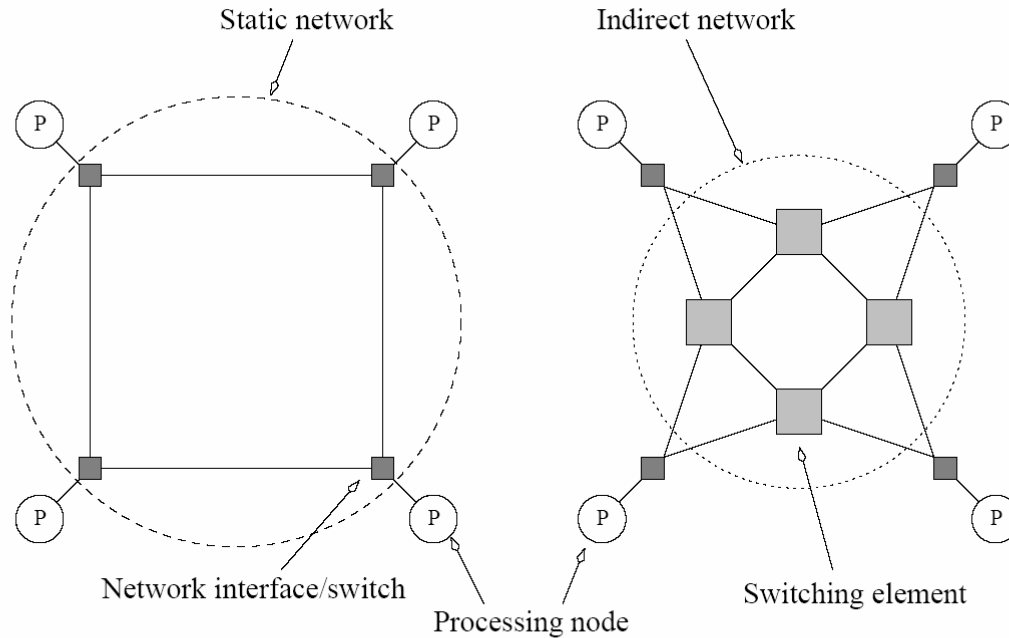 Static network
Indirect network
P
P
P
P
P
P
P
P
Network interface/switch
Switching element
Processing node